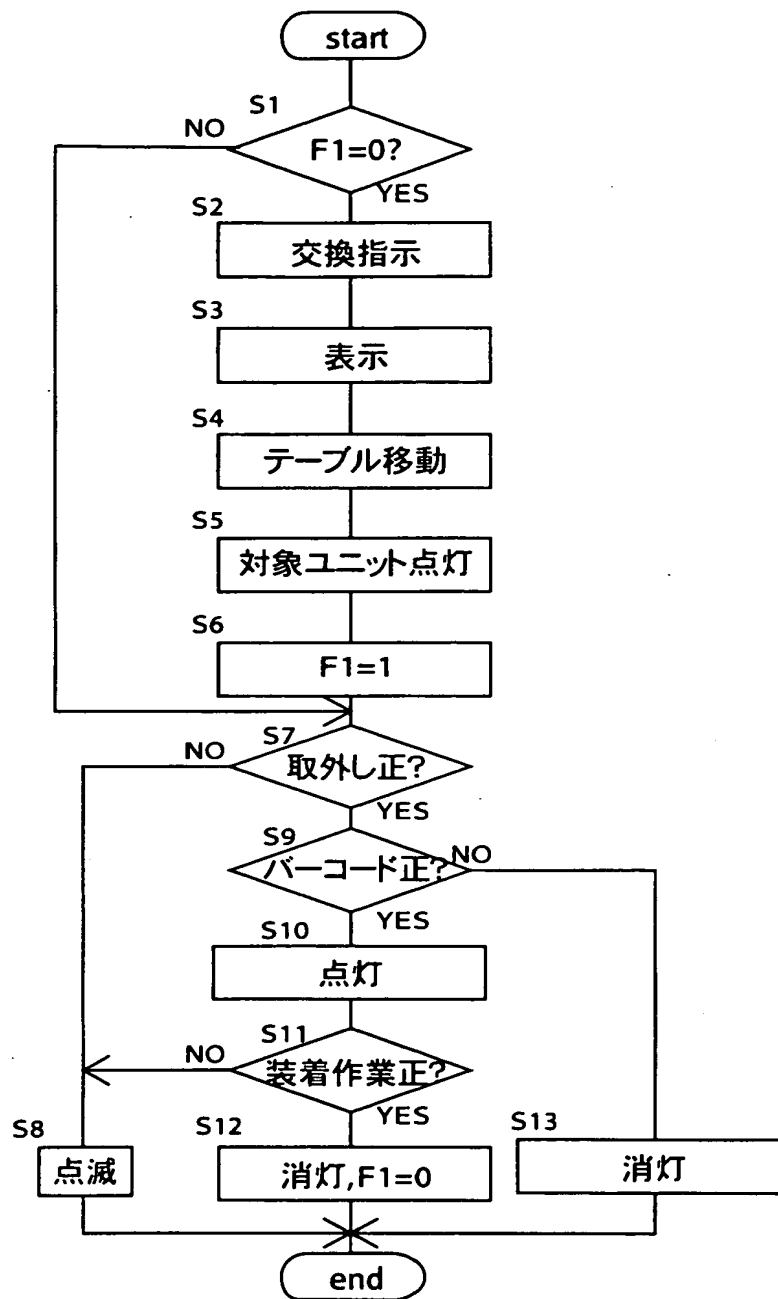 start
S1
NO
F1=0?
YES
S2
交換指示
S3
表示
S4
テーブル移動
S5
対象ユニット点灯
S6
F1=1
S7
NO
取外し正?
YES
S9
バーコード正?
NO
YES
S10
点灯
S11
NO
装着作業正?
YES
S8
点滅
S12
消灯,F1=0
S13
消灯
end